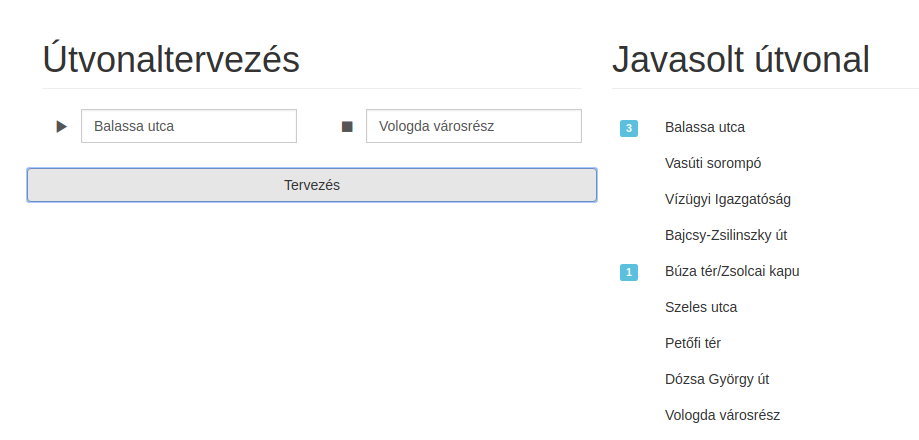 Útvonaltervezés
Balassa utca
Vologda városrész
Tervezés
Javasolt útvonal
3 Balassa utca
Vasúti sorompó
Vízügyi Igazgatóság
Bajcsy-Zsilinszky út
1 Búza tér/Zsolcai kapu
Szeles utca
Petőfi tér
Dózsa György út
Vologda városrész